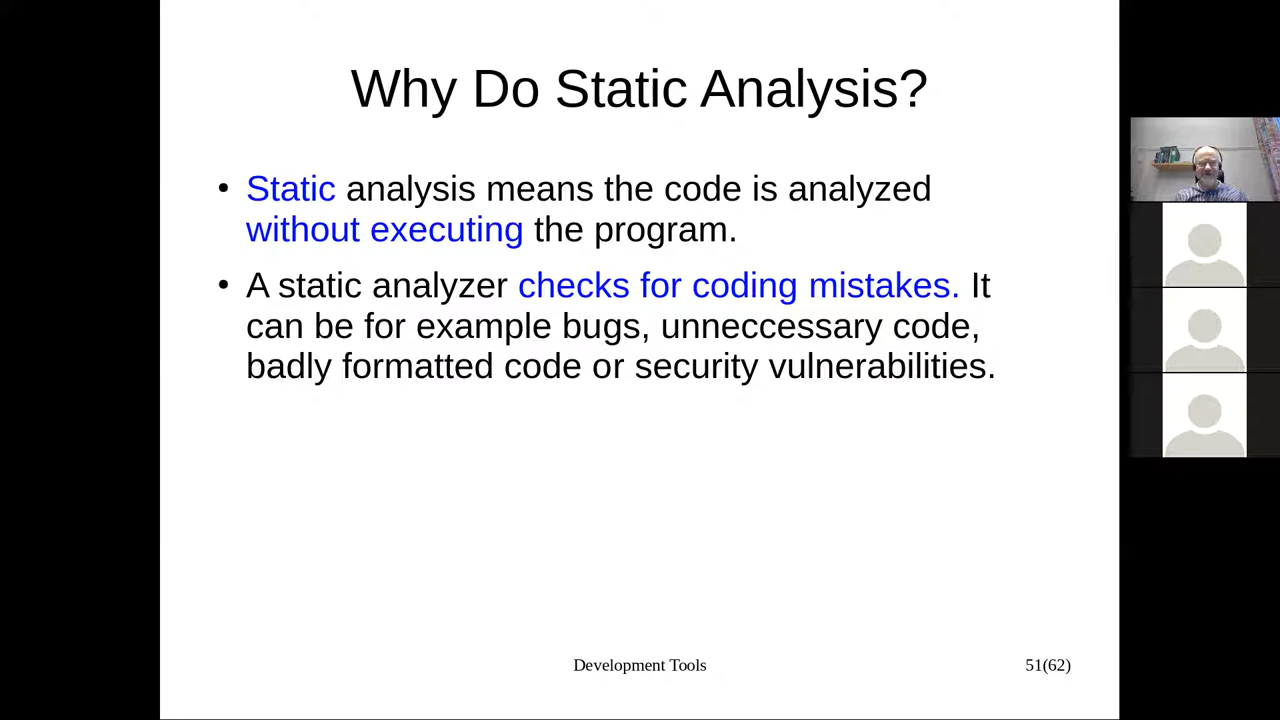 Why Do Static Analysis?
• Static analysis means the code is analyzed
without executing the program.
• A static analyzer checks for coding mistakes. It
can be for example bugs, unneccessary code,
badly formatted code or security vulnerabilities.
Development Tools
51(62)